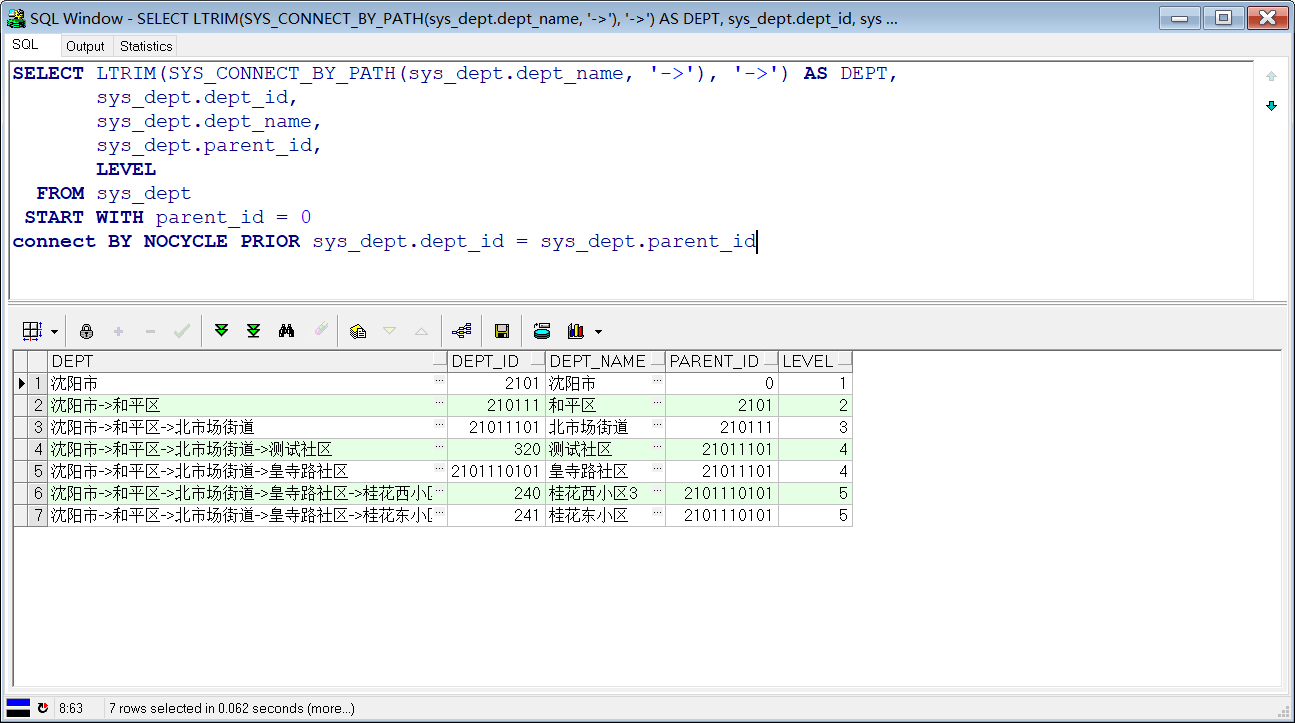 SQL Window - SELECT LTRIM(SYS_CONNECT_BY_PATH(sys_dept.dept_name, '->'), '->') AS DEPT, sys_dept.dept_id, sys ...
SQL Output Statistics
SELECT LTRIM(SYS_CONNECT_BY_PATH(sys_dept.dept_name, '->'), '->') AS DEPT,
sys_dept.dept_id,
sys_dept.dept_name,
sys_dept.parent_id,
LEVEL
FROM sys_dept
START WITH parent_id = 0
connect BY NOCYCLE PRIOR sys_dept.dept_id = sys_dept.parent_id
DEPT DEPT_ID DEPT_NAME PARENT_ID LEVEL
1 沈阳市 ... 2101 沈阳市 ... 0 1
2 沈阳市->和平区 ... 210111 和平区 ... 2101 2
3 沈阳市->和平区->北市场街道 ... 21011101 北市场街道 ... 210111 3
4 沈阳市->和平区->北市场街道->测试社区 ... 320 测试社区 ... 21011101 4
5 沈阳市->和平区->北市场街道->皇寺路社区 ... 2101110101 皇寺路社区 ... 21011101 4
6 沈阳市->和平区->北市场街道->皇寺路社区->桂花西小区 ... 240 桂花西小区3 ... 2101110101 5
7 沈阳市->和平区->北市场街道->皇寺路社区->桂花东小区 ... 241 桂花东小区 ... 2101110101 5
8:63 7 rows selected in 0.062 seconds (more...)